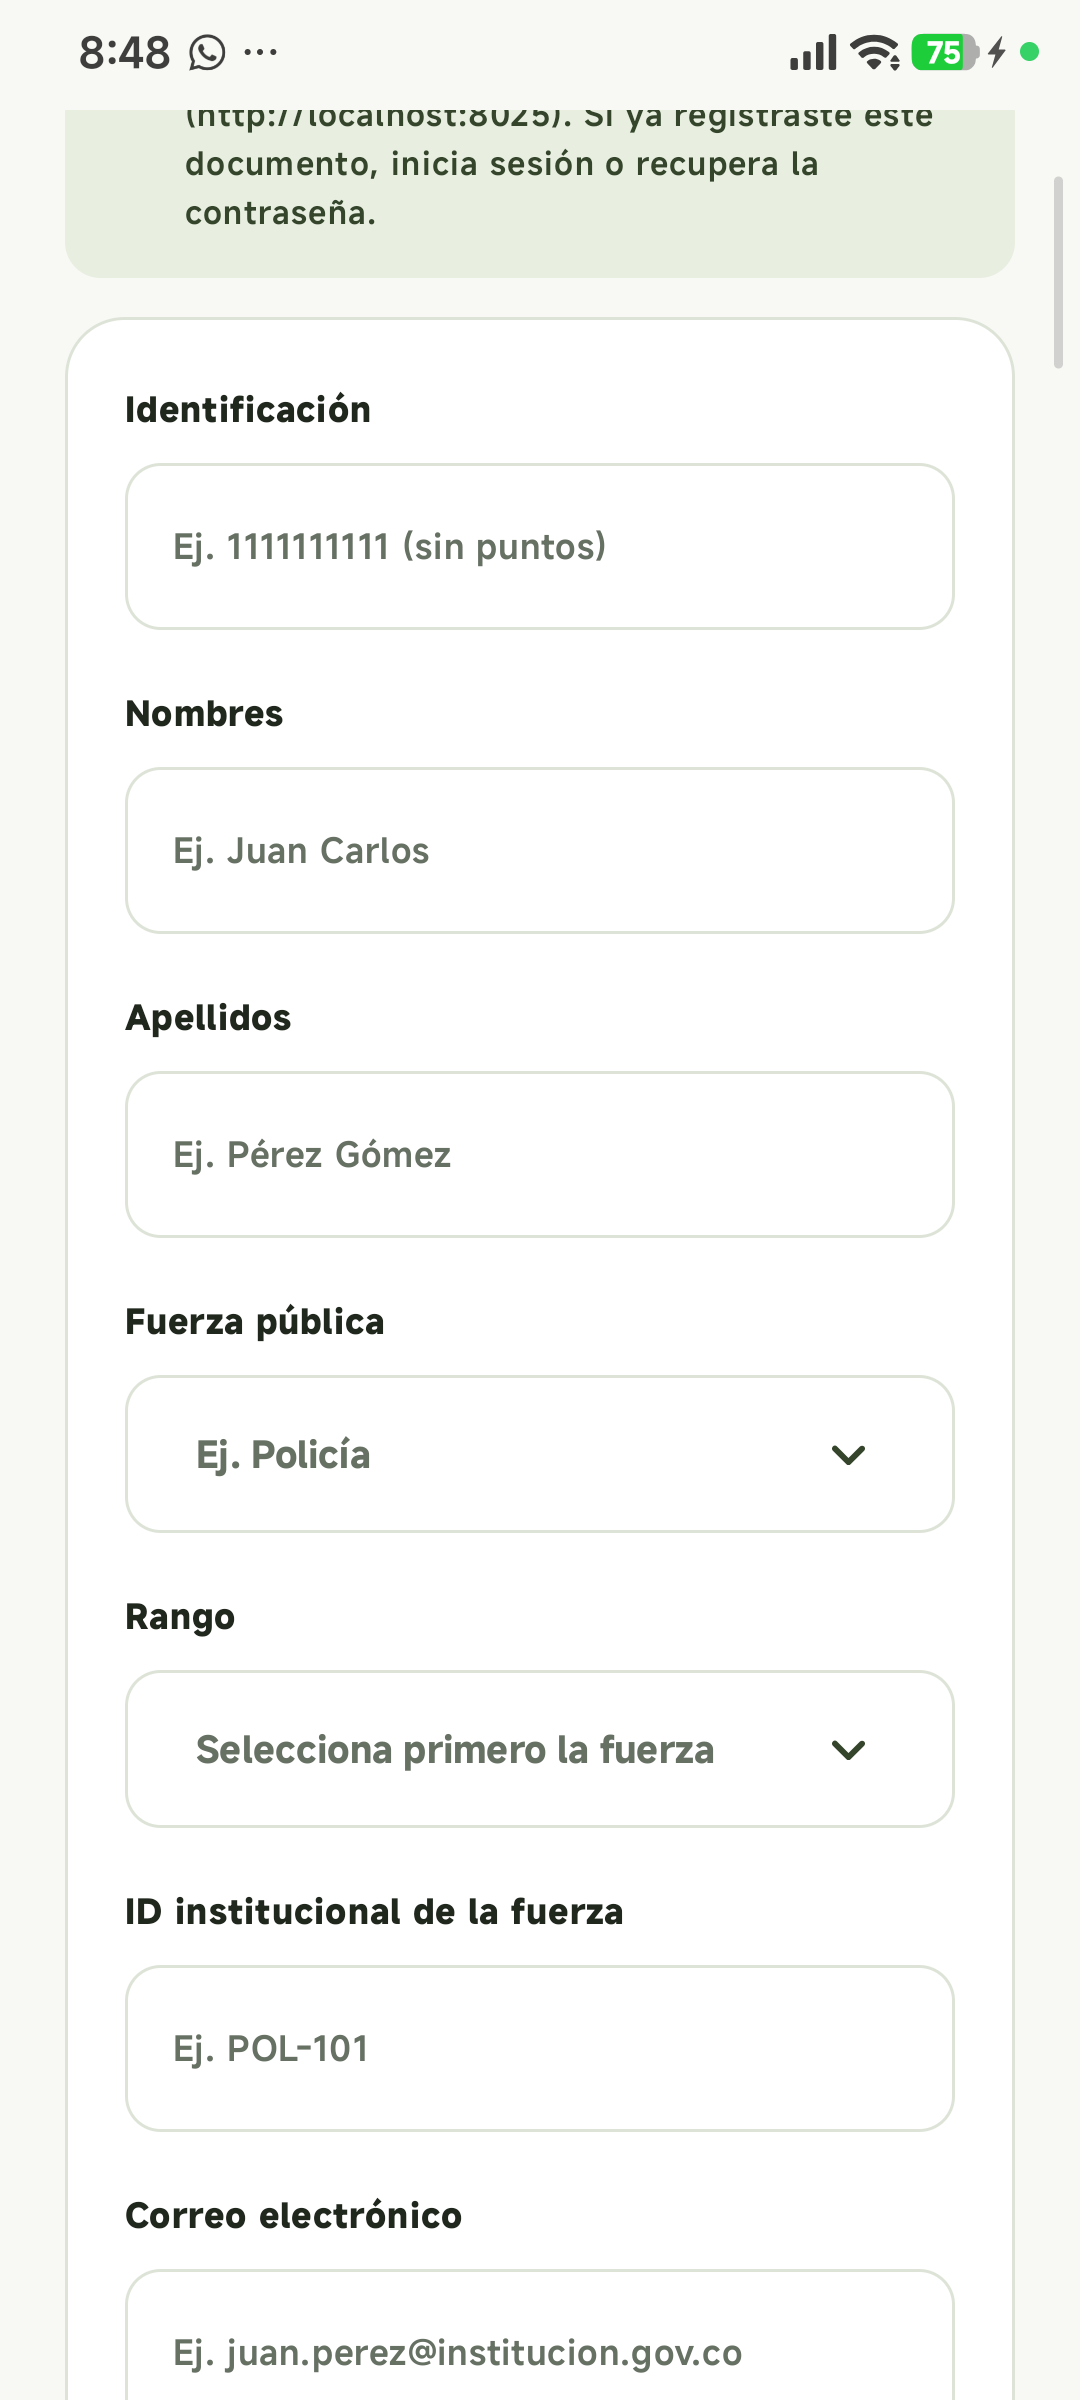 8:48
75
(http://localhost:8025). Si ya registraste este
documento, inicia sesión o recupera la
contraseña.
Identificación
Ej. 1111111111 (sin puntos)
Nombres
Ej. Juan Carlos
Apellidos
Ej. Pérez Gómez
Fuerza pública
Ej. Policía
Rango
Selecciona primero la fuerza
ID institucional de la fuerza
Ej. POL-101
Correo electrónico
Ej. juan.perez@institucion.gov.co